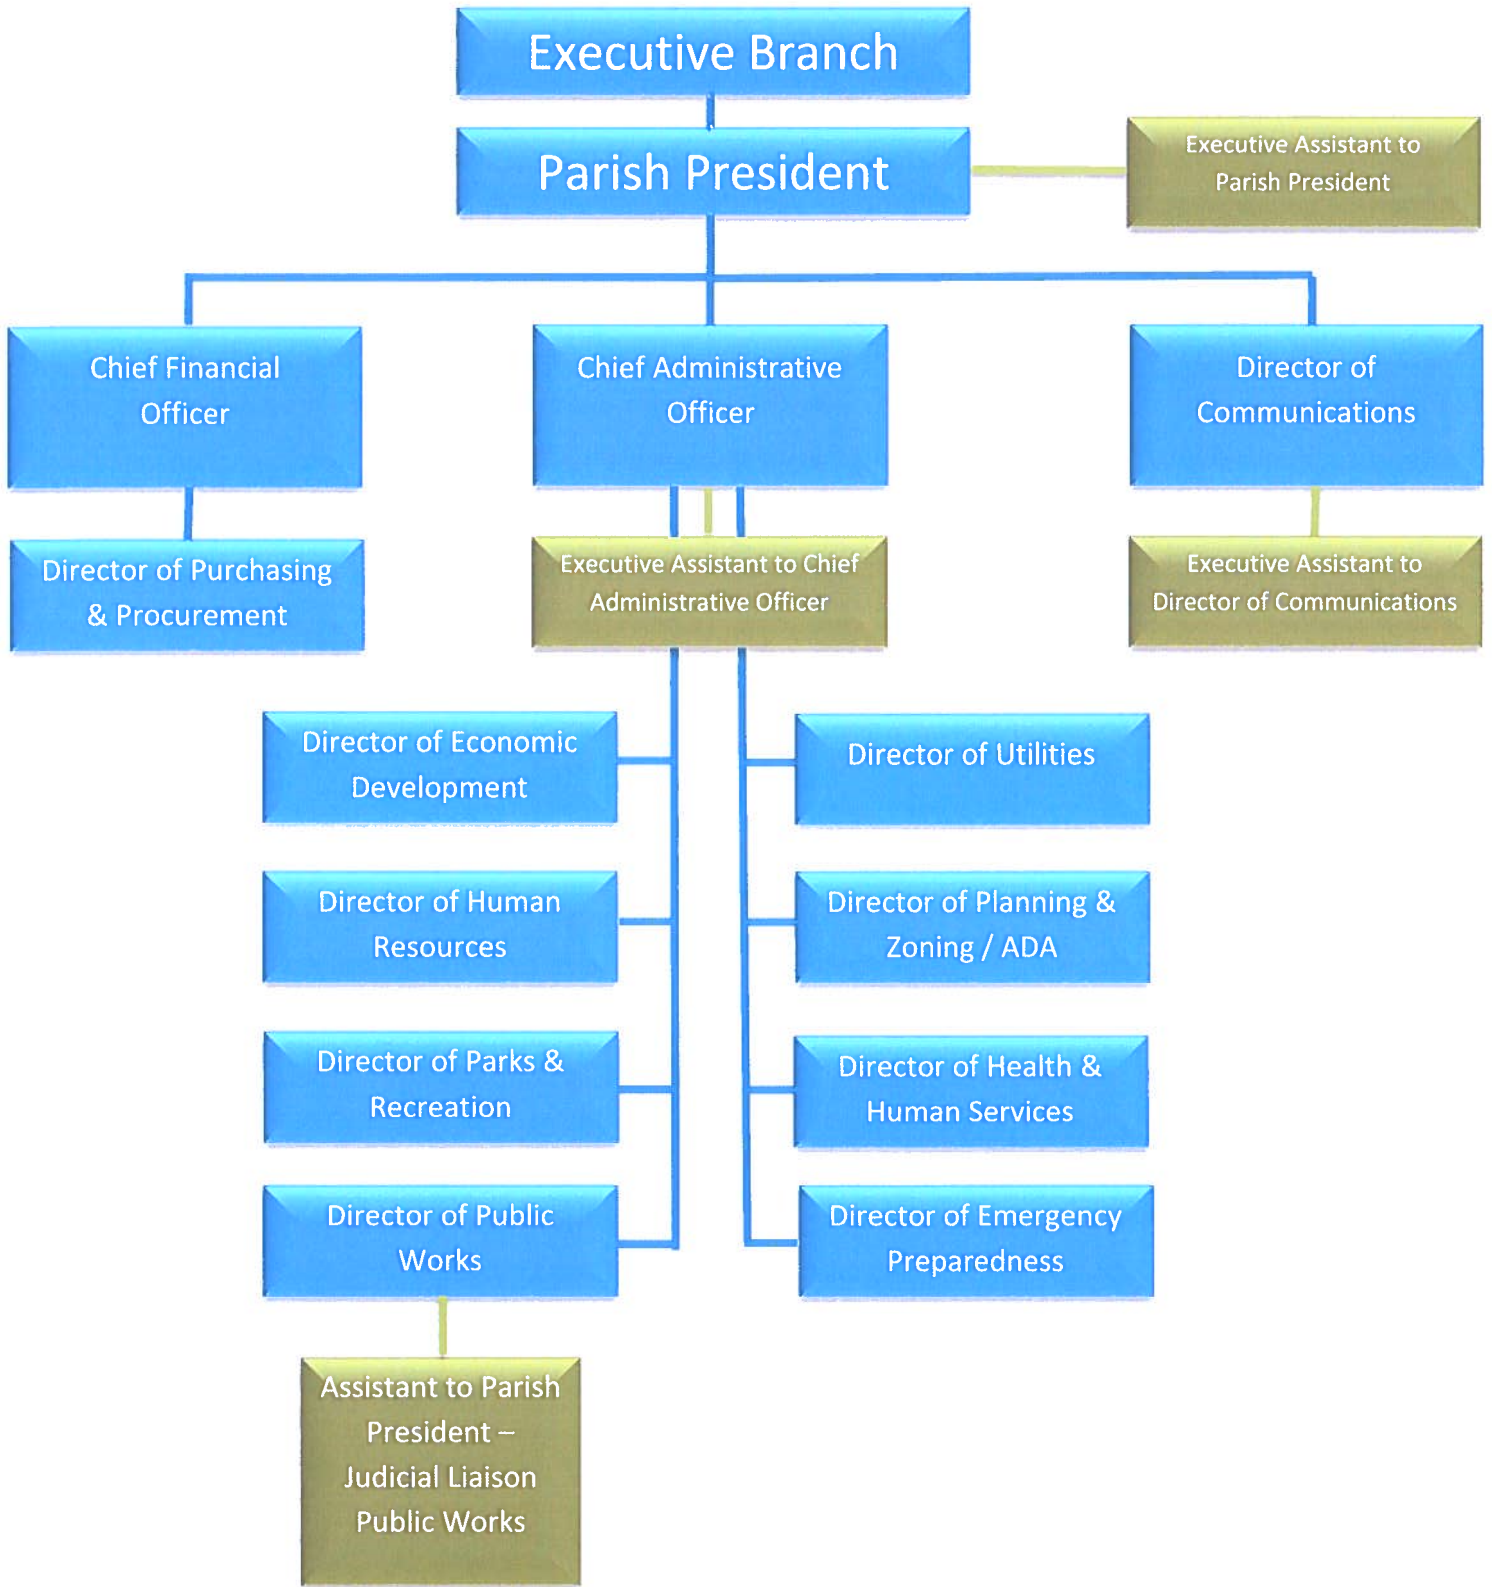 Executive Branch
Parish President
Executive Assistant to
Parish President
Chief Financial
Officer
Chief Administrative
Officer
Director of
Communications
Director of Purchasing
& Procurement
Executive Assistant to Chief
Administrative Officer
Executive Assistant to
Director of Communications
Director of Economic
Development
Director of Utilities
Director of Human
Resources
Director of Planning &
Zoning / ADA
Director of Parks &
Recreation
Director of Health &
Human Services
Director of Public
Works
Director of Emergency
Preparedness
Assistant to Parish
President –
Judicial Liaison
Public Works